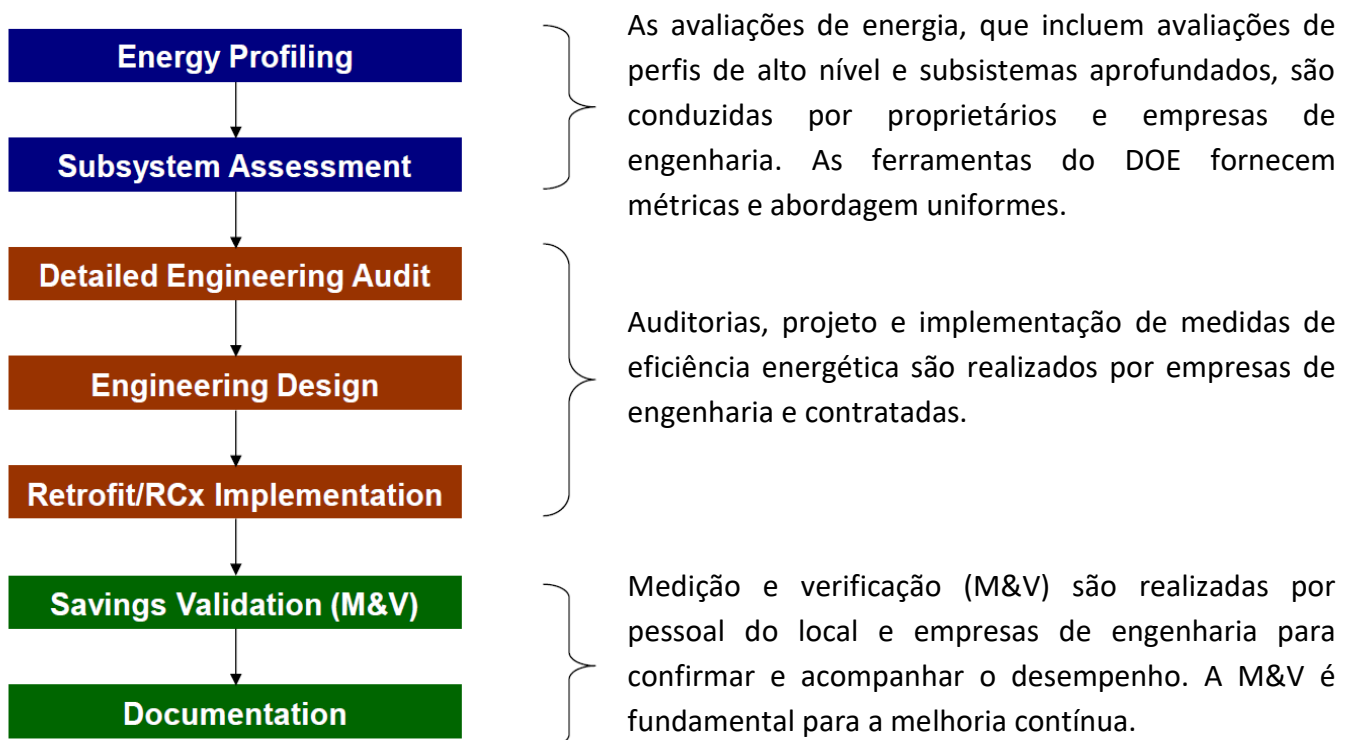 Energy Profiling
Subsystem Assessment
As avaliações de energia, que incluem avaliações de
perfis de alto nível e subsistemas aprofundados, são
conduzidas por proprietários e empresas de
engenharia. As ferramentas do DOE fornecem
métricas e abordagem uniformes.
Detailed Engineering Audit
Engineering Design
Retrofit/RCx Implementation
Auditorias, projeto e implementação de medidas de
eficiência energética são realizados por empresas de
engenharia e contratadas.
Savings Validation (M&V)
Documentation
Medição e verificação (M&V) são realizadas por
pessoal do local e empresas de engenharia para
confirmar e acompanhar o desempenho. A M&V é
fundamental para a melhoria contínua.